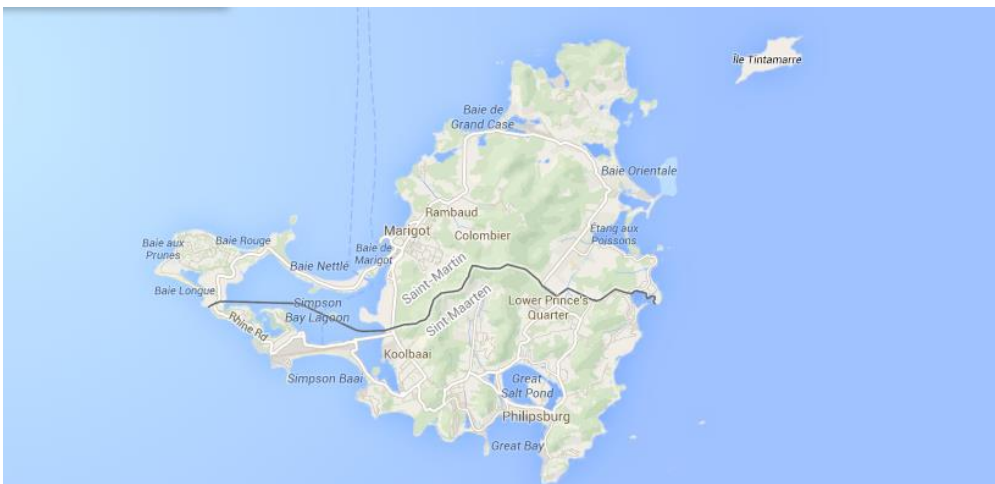 Île Tintamarre
Baie de
Grand Case
Baie Orientale
Rambaud
Marigot
Colombier
Étang aux
Poissons
Baie aux
Prunes
Baie Rouge
Baie de
Marigot
Baie Nettlé
Saint-Martin
Sint-Maarten
Baie Longue
Simpson
Bay Lagoon
Lower Prince's
Quarter
Rhine Rd
Koolbaai
Simpson Baai
Great
Salt Pond
Philipsburg
Great Bay